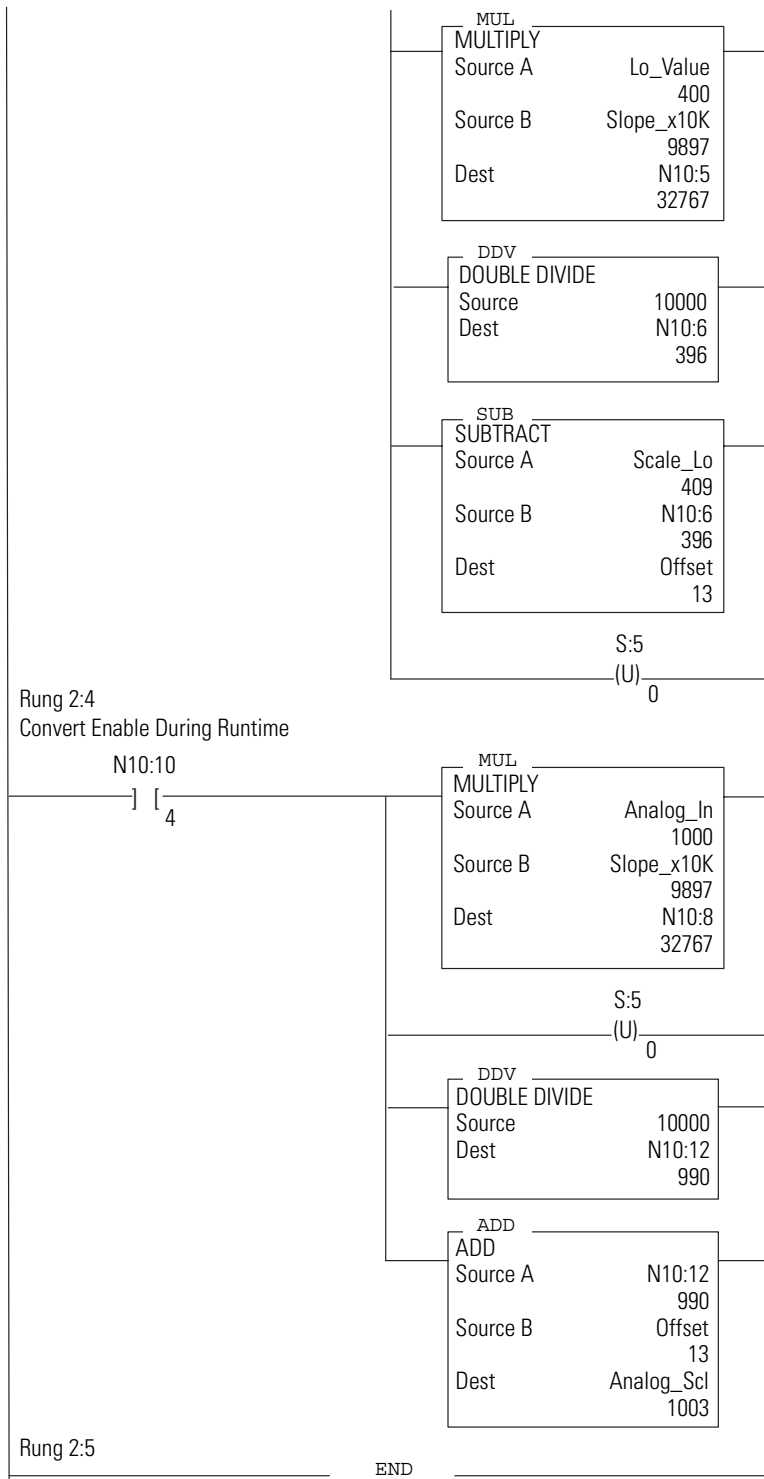 MUL
MULTIPLY
Source A Lo_Value
400
Source B Slope_x10K
9897
Dest N10:5
32767
DDV
DOUBLE DIVIDE
Source 10000
Dest N10:6
396
SUB
SUBTRACT
Source A Scale_Lo
409
Source B N10:6
396
Dest Offset
13
S:5
(U)
0
Rung 2:4
Convert Enable During Runtime
N10:10
] [
4
MUL
MULTIPLY
Source A Analog_In
1000
Source B Slope_x10K
9897
Dest N10:8
32767
S:5
(U)
0
DDV
DOUBLE DIVIDE
Source 10000
Dest N10:12
990
ADD
ADD
Source A N10:12
990
Source B Offset
13
Dest Analog_Scl
1003
Rung 2:5
END